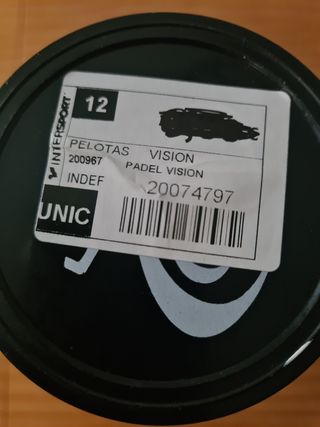 INTERSPORT
12
PELOTAS VISION
200967 PADEL VISION
INDEF 20074797
UNIC